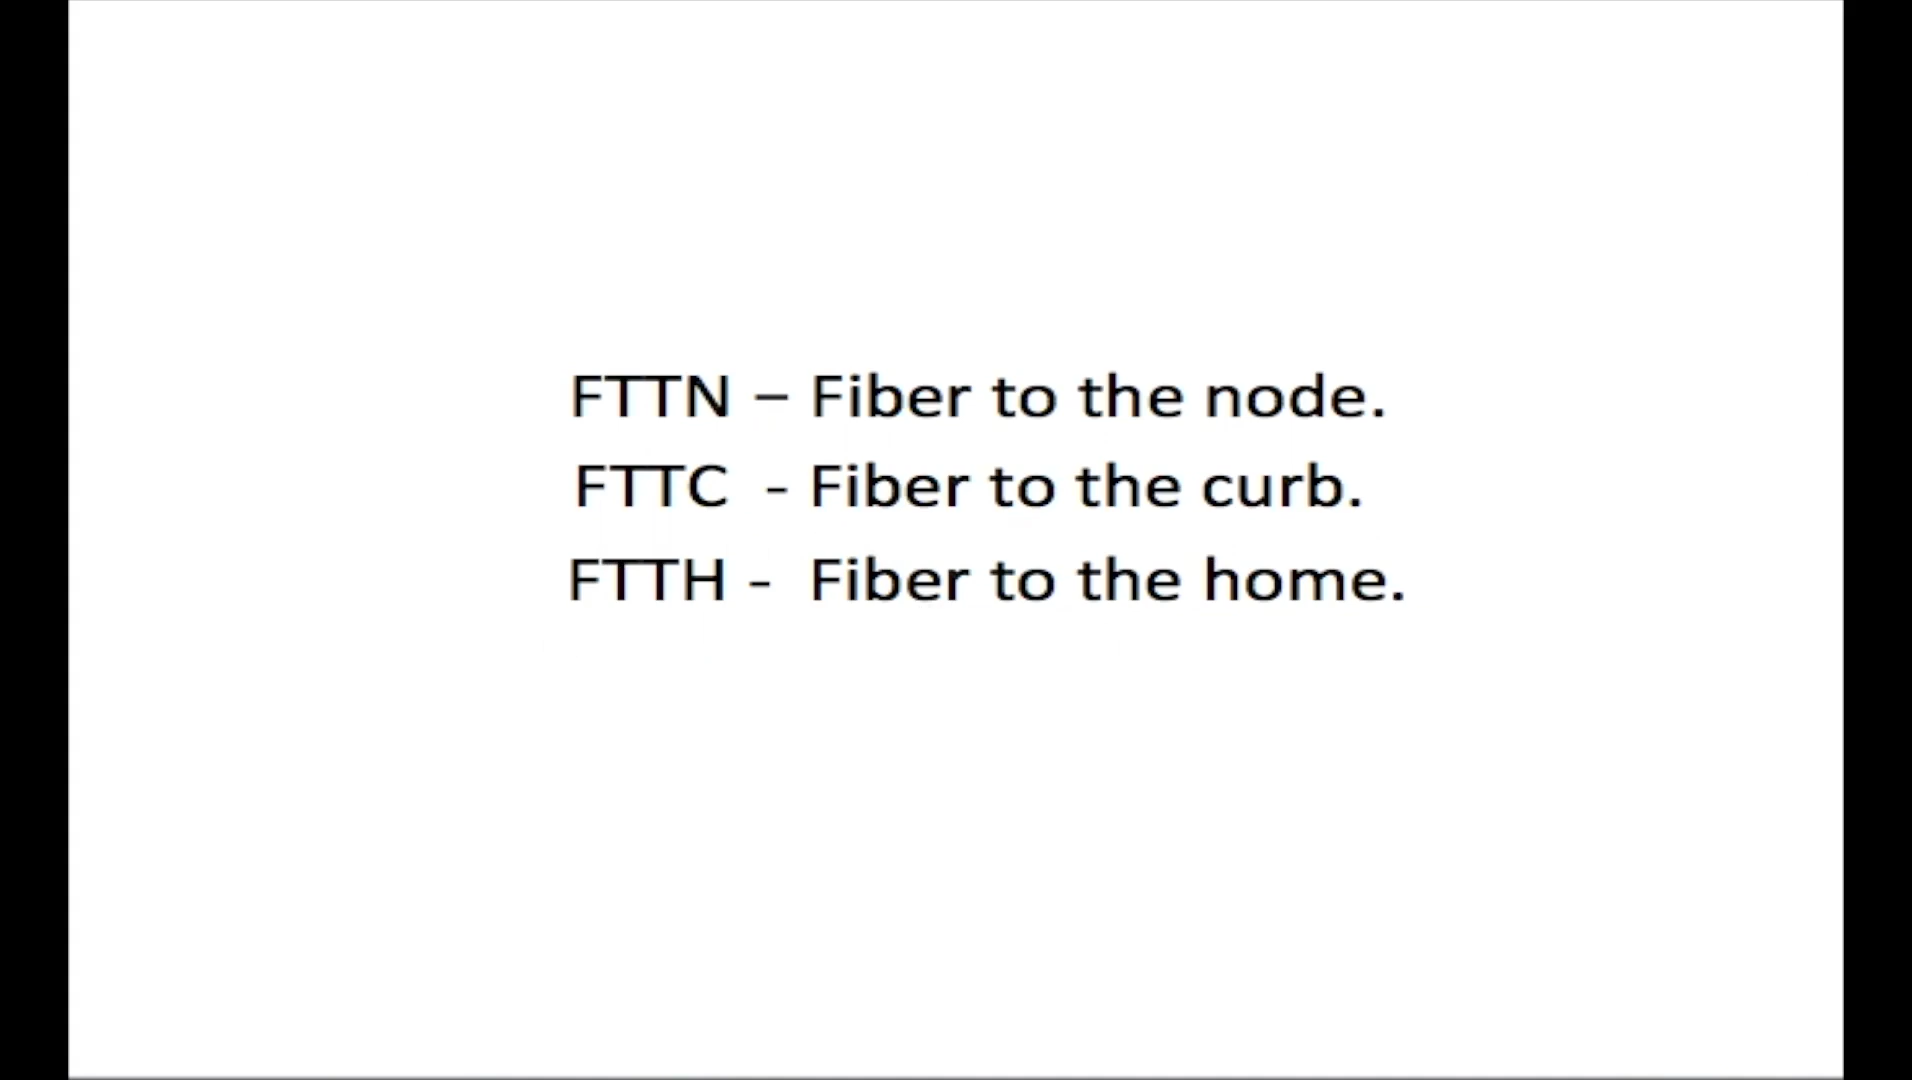 FTTN – Fiber to the node.
FTTC - Fiber to the curb.
FTTH - Fiber to the home.